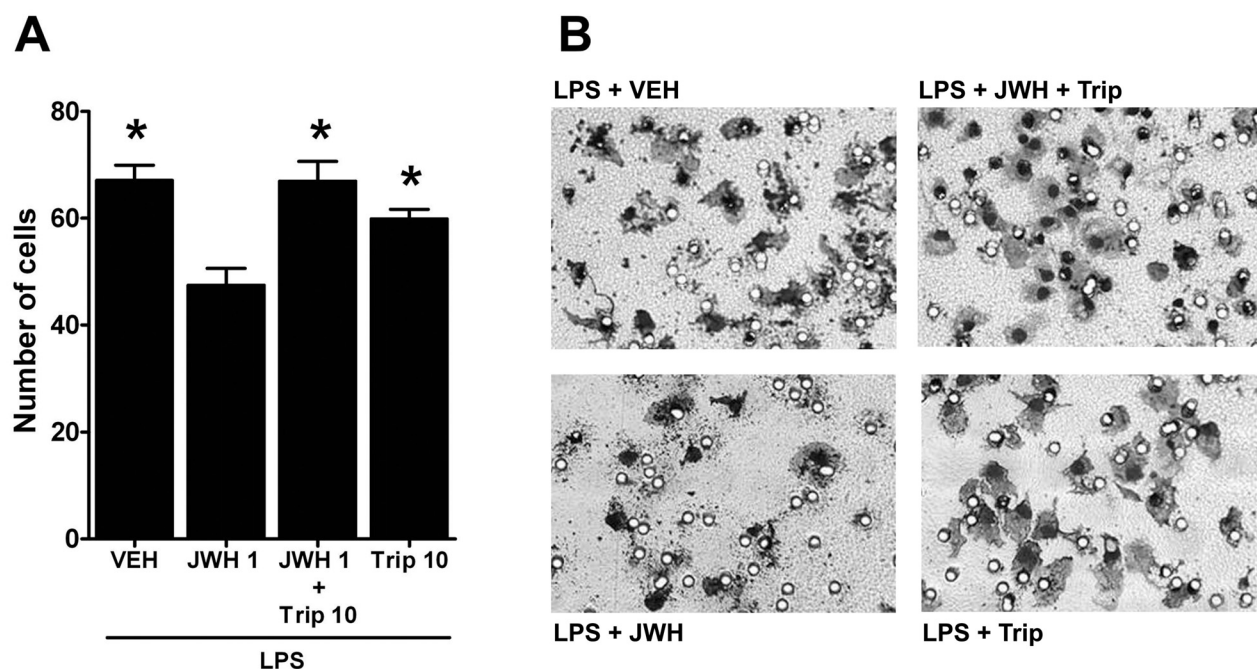 A
B
Number of cells
80
60
40
20
0
*
*
*
VEH
JWH 1
JWH 1
+
Trip 10
Trip 10
LPS
LPS + VEH
LPS + JWH + Trip
LPS + JWH
LPS + Trip